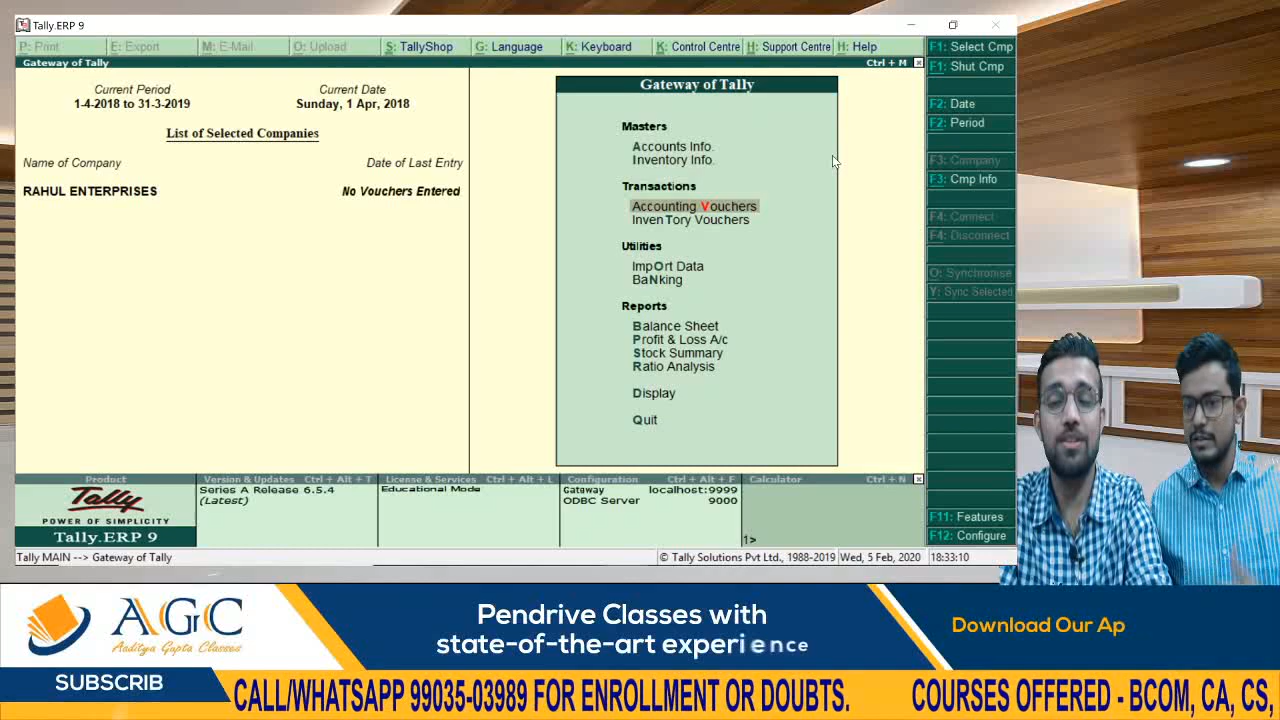 Tally.ERP 9
P: Print E: Export M: E-Mail O: Upload S: TallyShop G: Language K: Keyboard K: Control Centre H: Support Centre H: Help
Gateway of Tally Ctrl + M
Current Period Current Date
1-4-2018 to 31-3-2019 Sunday, 1 Apr, 2018
List of Selected Companies
Name of Company Date of Last Entry
RAHUL ENTERPRISES No Vouchers Entered
Gateway of Tally
Masters
Accounts Info.
Inventory Info.
Transactions
Accounting Vouchers
InvenTory Vouchers
Utilities
ImpOrt Data
BaNking
Reports
Balance Sheet
Profit & Loss A/c
Stock Summary
Ratio Analysis
Display
Quit
F1: Select Cmp
F1: Shut Cmp
F2: Date
F2: Period
F3: Company
F3: Cmp Info
F4: Connect
F4: Disconnect
O: Synchronise
Y: Sync Selected
F11: Features
F12: Configure
Product
Tally
POWER OF SIMPLICITY
Tally.ERP 9
Version & Updates Ctrl + Alt + T
Series A Release 6.5.4
(Latest)
License & Services Ctrl + Alt + L
Educational Mode
Configuration Ctrl + Alt + F
Gateway localhost:9999
ODBC Server 9000
Calculator Ctrl + N
1>
Tally MAIN --> Gateway of Tally © Tally Solutions Pvt Ltd., 1988-2019 Wed, 5 Feb, 2020 18:33:10
AGC
Aaditya Gupta Classes
Pendrive Classes with
state-of-the-art experience
Download Our Ap
SUBSCRIB
CALL/WHATSAPP 99035-03989 FOR ENROLLMENT OR DOUBTS. COURSES OFFERED - BCOM, CA, CS,